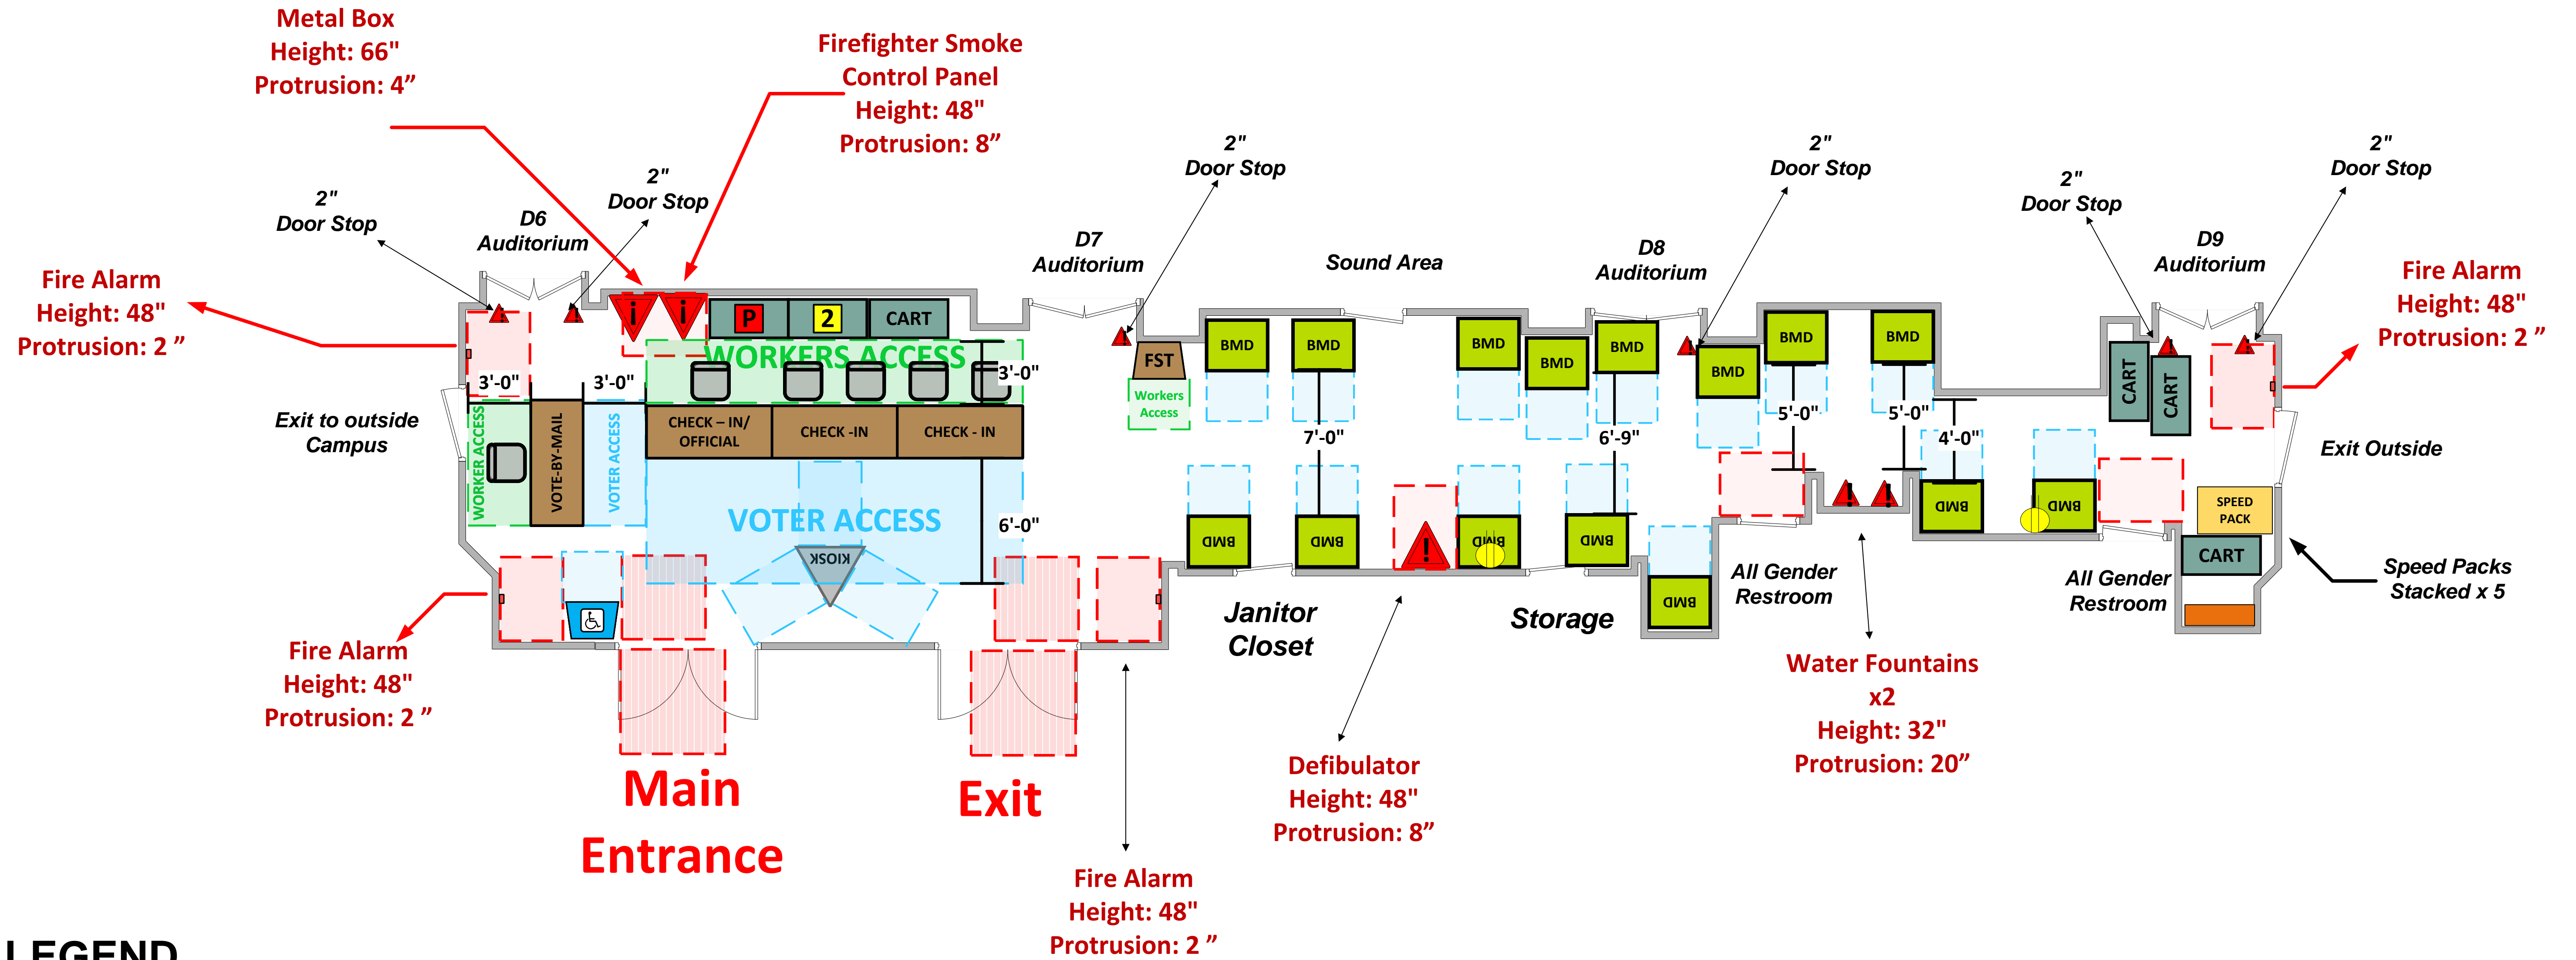 Metal Box
Height: 66"
Protrusion: 4”
Firefighter Smoke
Control Panel
Height: 48"
Protrusion: 8”
2"
Door Stop
D6
Auditorium
2"
Door Stop
2"
Door Stop
D7
Auditorium
Sound Area
D8
Auditorium
2"
Door Stop
2"
Door Stop
D9
Auditorium
2"
Door Stop
Fire Alarm
Height: 48"
Protrusion: 2 ”
Fire Alarm
Height: 48"
Protrusion: 2 ”
P
2
CART
WORKERS ACCESS
3'-0"
3'-0"
3'-0"
FST
Workers
Access
BMD
BMD
BMD
BMD
BMD
BMD
BMD
BMD
CART
CART
Exit to outside
Campus
WORKER ACCESS
VOTE-BY-MAIL
VOTER ACCESS
CHECK – IN/
OFFICIAL
CHECK -IN
CHECK - IN
7'-0"
6'-9"
5'-0"
5'-0"
4'-0"
Exit Outside
VOTER ACCESS
6'-0"
KIOSK
BMD
BMD
BMD
BMD
BMD
BMD
BMD
SPEED
PACK
CART
Speed Packs
Stacked x 5
All Gender
Restroom
All Gender
Restroom
Janitor
Closet
Storage
Fire Alarm
Height: 48"
Protrusion: 2 ”
Water Fountains
x2
Height: 32"
Protrusion: 20”
Main
Entrance
Exit
Defibulator
Height: 48"
Protrusion: 8”
Fire Alarm
Height: 48"
Protrusion: 2 ”
LEGEND